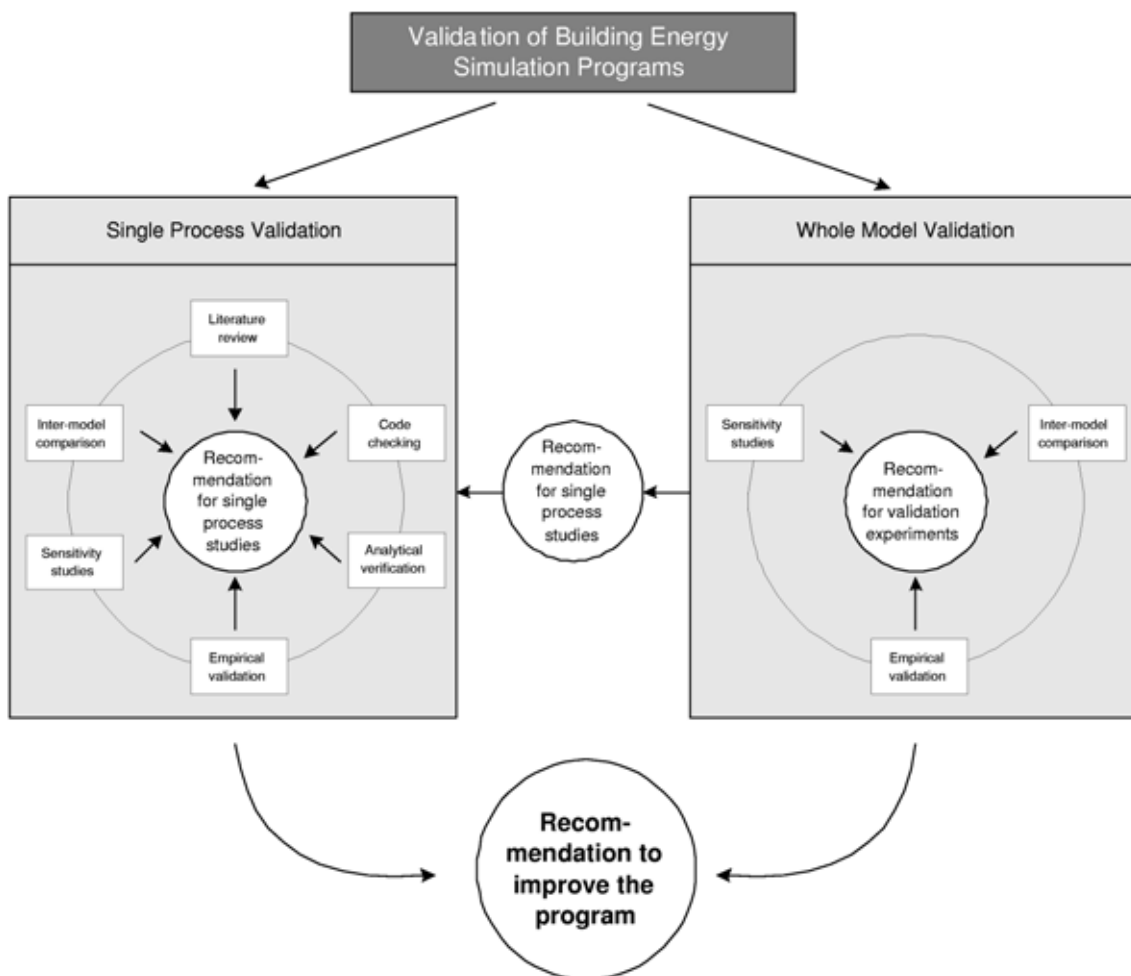 Validation of Building Energy
Simulation Programs
Single Process Validation
Literature
review
Inter-model
comparison
Code
checking
Recom-
mendation
for single
process
studies
Sensitivity
studies
Analytical
verification
Empirical
validation
Recom-
mendation
for single
process
studies
Whole Model Validation
Sensitivity
studies
Inter-model
comparison
Recom-
mendation
for validation
experiments
Empirical
validation
Recom-
mendation to
improve the
program